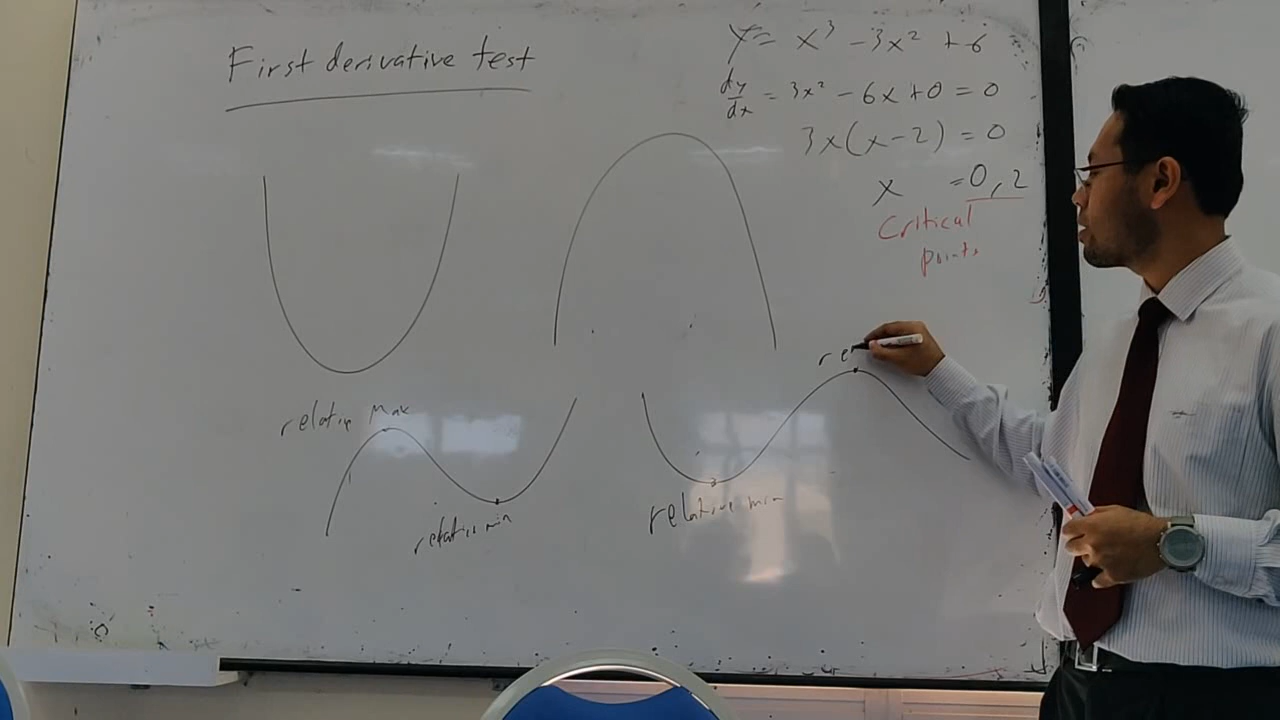 First derivative test
y = x³ - 3x² + 6
dy/dx = 3x² - 6x + 0 = 0
3x(x-2) = 0
x = 0, 2
Critical
points
re
relative max
relative min
relative min